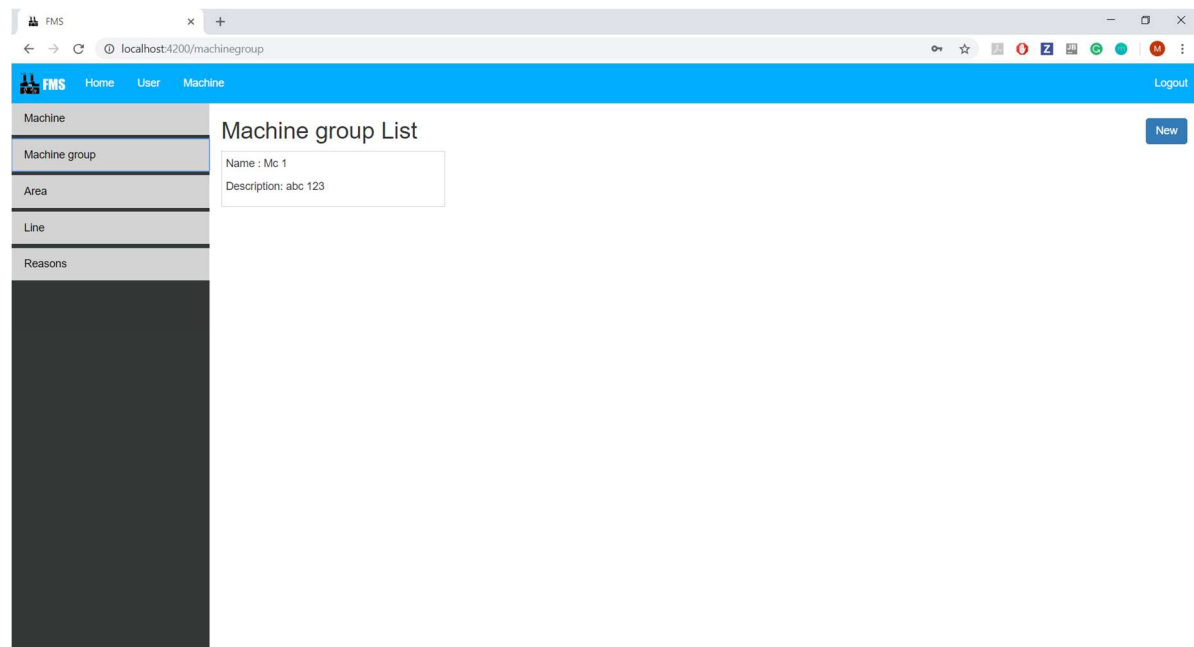 FMS
localhost:4200/machinegroup
Z
JB
G
M
FMS Home User Machine Logout
Machine
Machine group
Area
Line
Reasons
Machine group List
New
Name : Mc 1
Description: abc 123